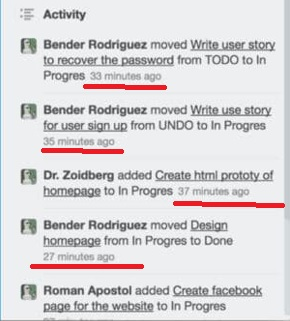 Activity
Bender Rodriguez moved Write user story
to recover the password from TODO to In
Progres 33 minutes ago
Bender Rodriguez moved Write use story
for user sign up from UNDO to In Progres
35 minutes ago
Dr. Zoidberg added Create html prototy of
homepage to In Progres 37 minutes ago
Bender Rodriguez moved Design
homepage from In Progres to Done
27 minutes ago
Roman Apostol added Create facebook
page for the website to In Progres